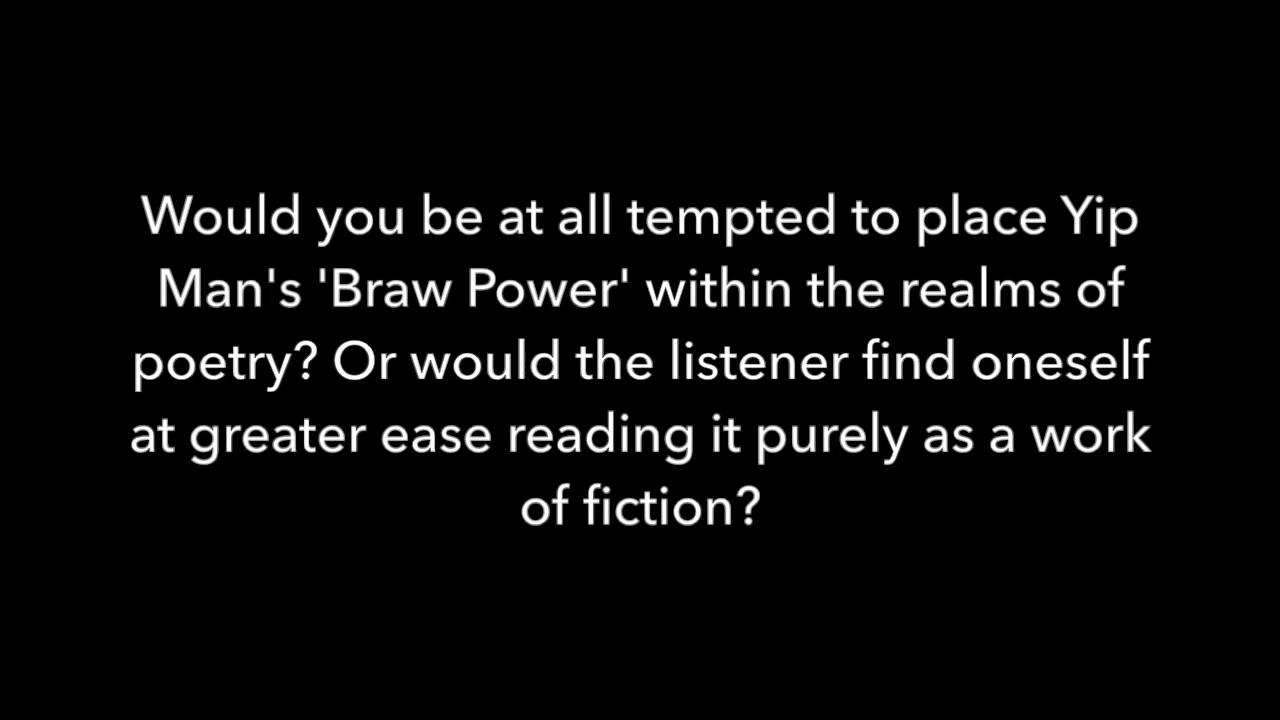 Would you be at all tempted to place Yip
Man's 'Braw Power' within the realms of
poetry? Or would the listener find oneself
at greater ease reading it purely as a work
of fiction?